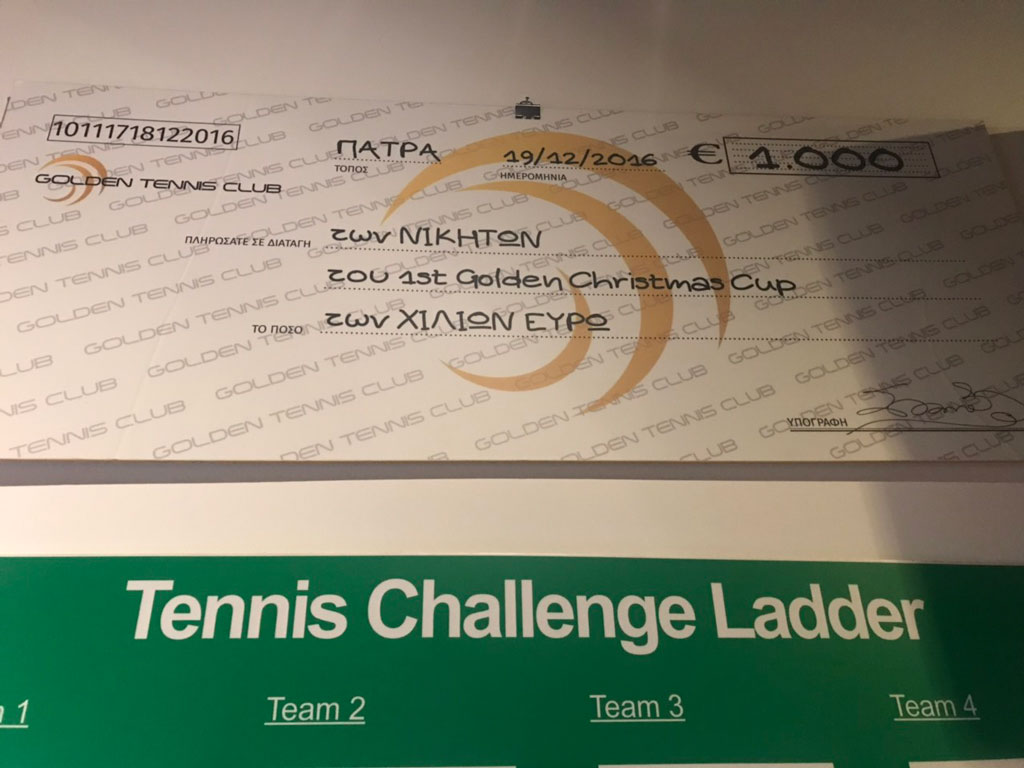 10111718122016
GOLDEN TENNIS CLUB
ΠΑΤΡΑ 19/12/2016 € 1.000
ΤΟΠΟΣ ΗΜΕΡΟΜΗΝΙΑ
ΠΛΗΡΩΣΑΤΕ ΣΕ ΔΙΑΤΑΓΗ των ΝΙΚΗΤΩΝ
του 1st Golden Christmas Cup
ΤΟ ΠΟΣΟ των ΧΙΛΙΩΝ ΕΥΡΩ
ΥΠΟΓΡΑΦΗ
Tennis Challenge Ladder
1 Team 2 Team 3 Team 4